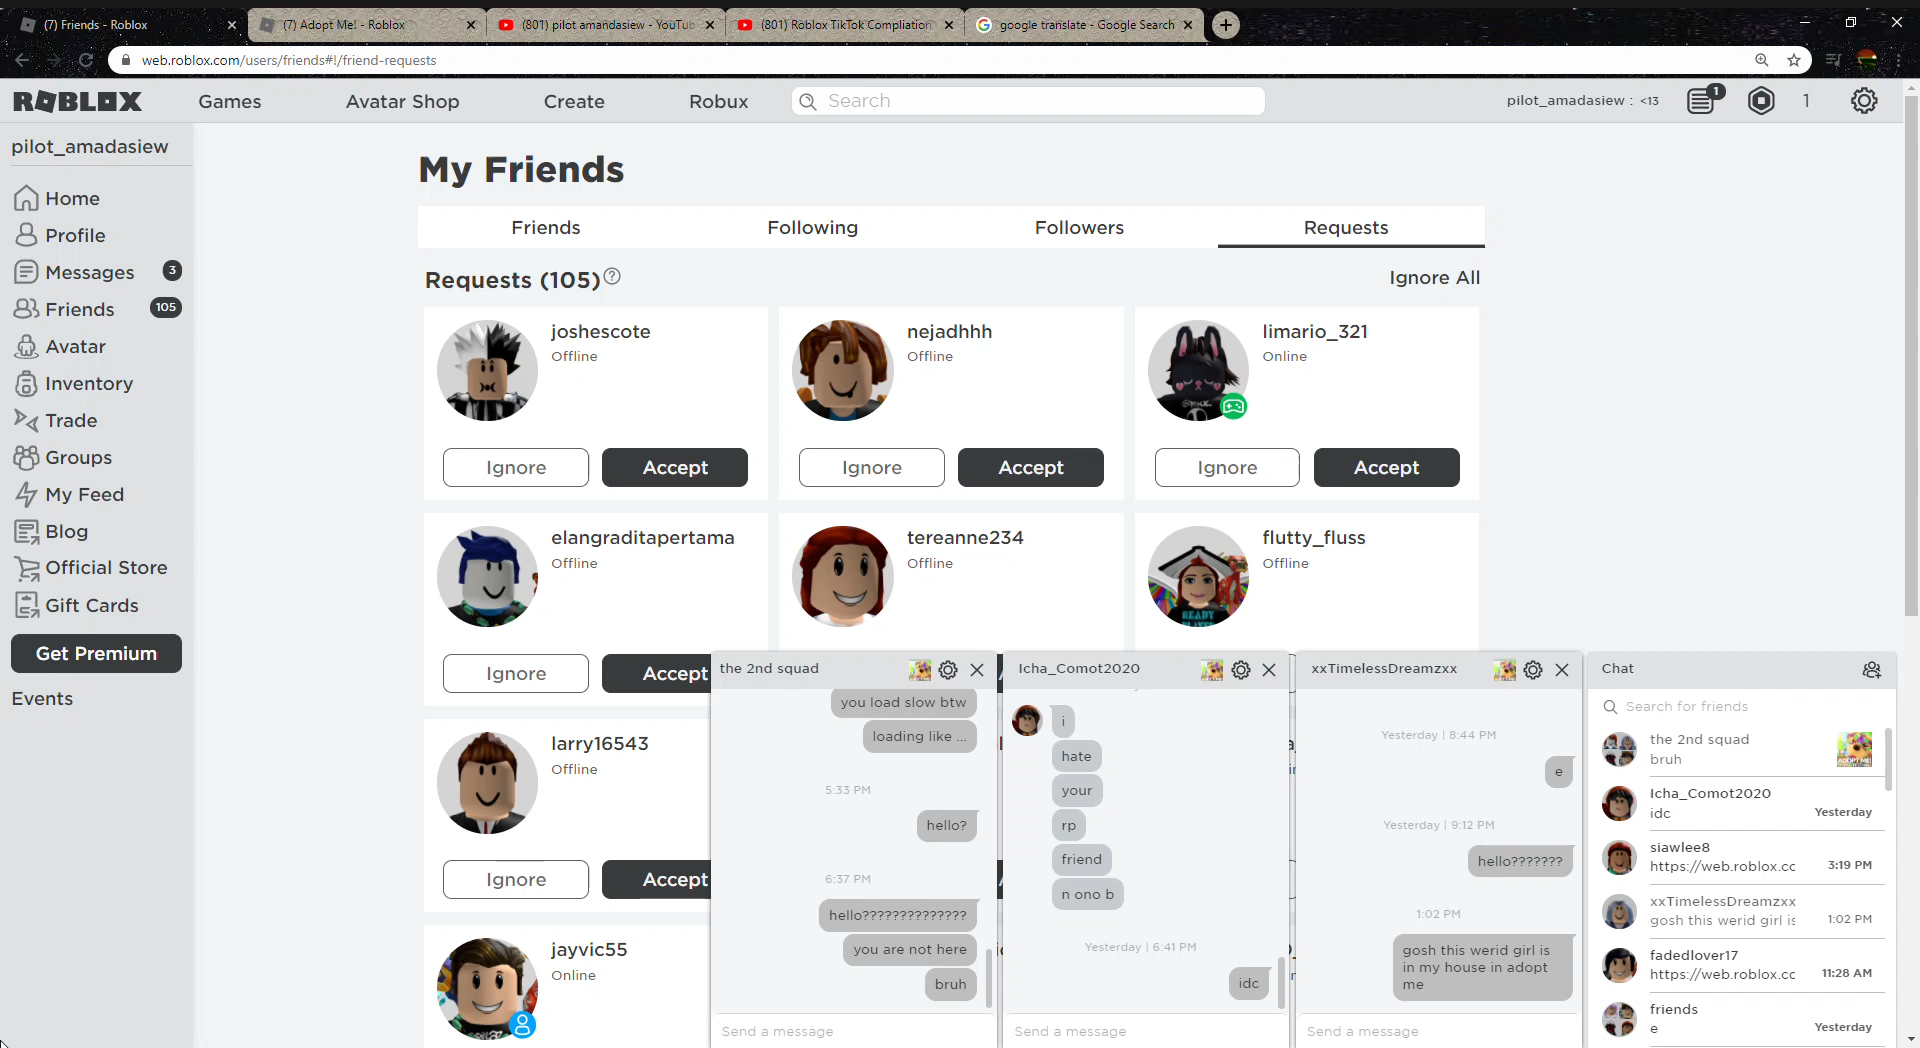 (7) Friends - Roblox
(7) Adopt Me! - Roblox
(801) pilot amandasiew - YouTub
(801) Roblox TikTok Compliation
google translate - Google Search
web.roblox.com/users/friends#!/friend-requests
ROBLOX
Games
Avatar Shop
Create
Robux
Search
pilot_amadasiew : <13
1
1
pilot_amadasiew
Home
Profile
Messages
3
Friends
105
Avatar
Inventory
Trade
Groups
My Feed
Blog
Official Store
Gift Cards
Get Premium
Events
My Friends
Friends
Following
Followers
Requests
Requests (105)
?
Ignore All
joshescote
Offline
Ignore
Accept
nejadhhh
Offline
Ignore
Accept
limario_321
Online
Ignore
Accept
elangraditapertama
Offline
Ignore
Accept
tereanne234
Offline
flutty_fluss
Offline
READY
larry16543
Offline
Ignore
Accept
jayvic55
Online
the 2nd squad
you load slow btw
loading like ...
5:33 PM
hello?
6:37 PM
hello??????????????
you are not here
bruh
Send a message
Icha_Comot2020
i
hate
your
rp
friend
n ono b
Yesterday | 6:41 PM
idc
Send a message
xxTimelessDreamzxx
Yesterday | 8:44 PM
e
Yesterday | 9:12 PM
hello???????
1:02 PM
gosh this werid girl is
in my house in adopt
me
Send a message
Chat
Search for friends
the 2nd squad
bruh
ADOPT ME!
Icha_Comot2020
idc
Yesterday
siawlee8
https://web.roblox.cc
3:19 PM
xxTimelessDreamzxx
gosh this werid girl is
1:02 PM
fadedlover17
https://web.roblox.cc
11:28 AM
friends
e
Yesterday